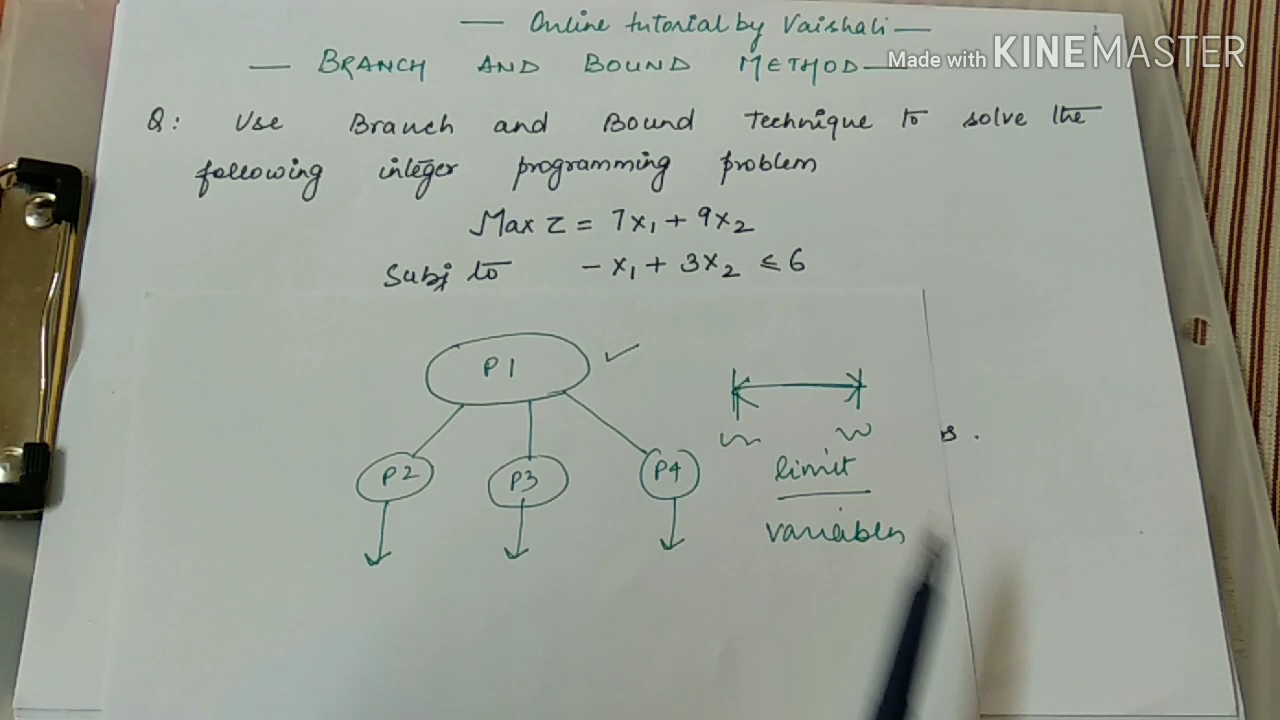 — Online tutorial by Vaishali —
Made with KINEMASTER
— BRANCH AND BOUND METHOD —
Q: Use Branch and Bound Technique to solve the
following integer programming problem
Max Z = 7x₁ + 9x₂
Subj to - x₁ + 3x₂ ≤ 6
P1 ✓
P2 P3 P4
limit
variables